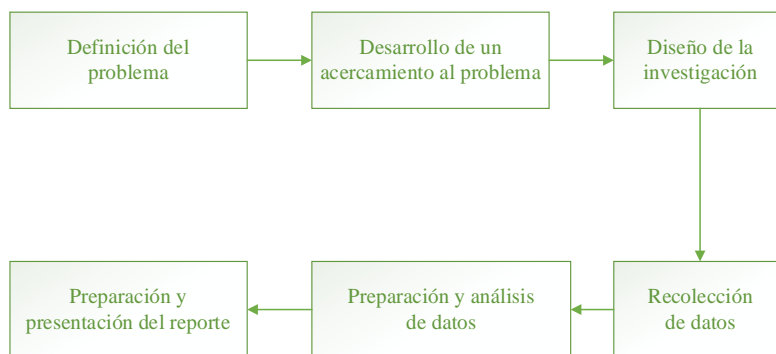 Definición del
problema
Desarrollo de un
acercamiento al problema
Diseño de la
investigación
Recolección
de datos
Preparación y análisis
de datos
Preparación y
presentación del reporte